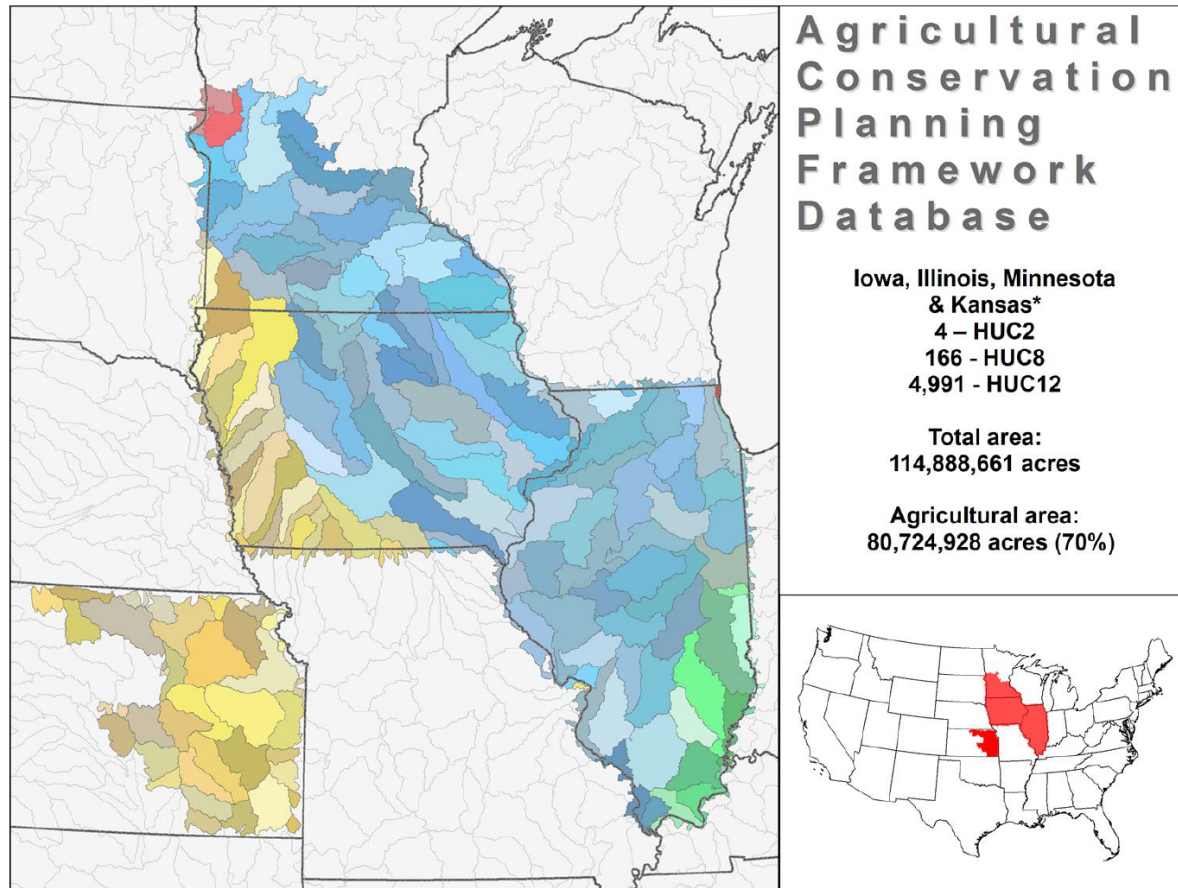 Agricultural
Conservation
Planning
Framework
Database
Iowa, Illinois, Minnesota
& Kansas*
4 – HUC2
166 - HUC8
4,991 - HUC12
Total area:
114,888,661 acres
Agricultural area:
80,724,928 acres (70%)